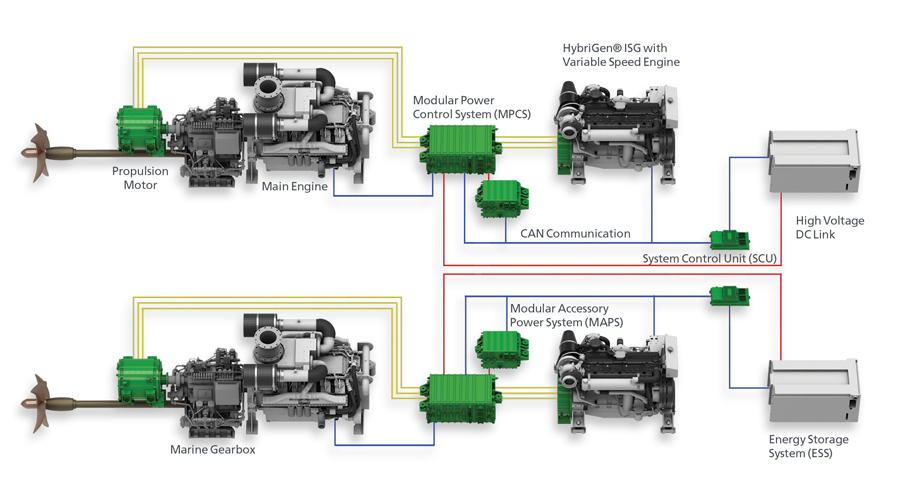 HybriGen® ISG with
Variable Speed Engine
Modular Power
Control System (MPCS)
Propulsion
Motor
Main Engine
High Voltage
DC Link
CAN Communication
System Control Unit (SCU)
Modular Accessory
Power System (MAPS)
Marine Gearbox
Energy Storage
System (ESS)